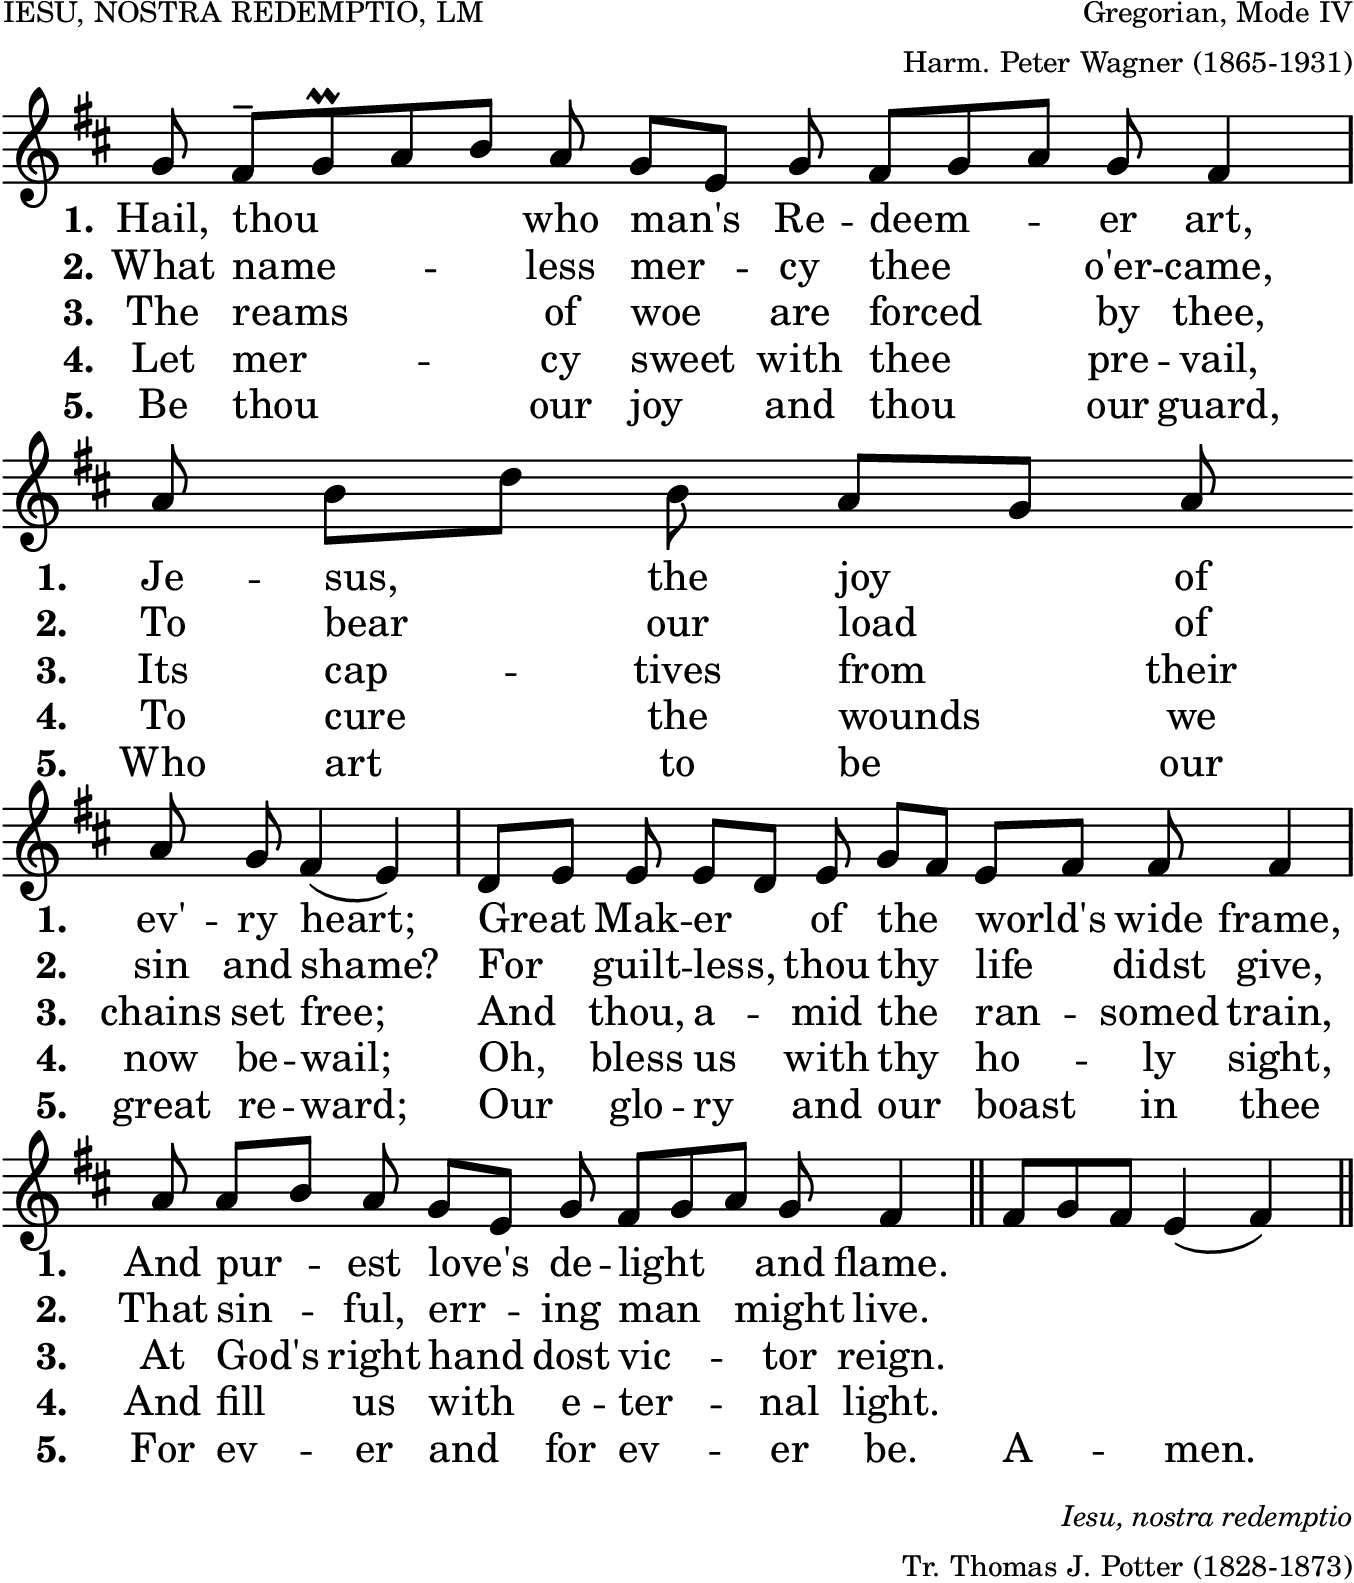 IESU, NOSTRA REDEMPTIO, LM
Gregorian, Mode IV
Harm. Peter Wagner (1865-1931)
1. Hail, thou who man's Re -- deem -- er art,
2. What name -- less mer -- cy thee o'er -- came,
3. The reams of woe are forced by thee,
4. Let mer -- cy sweet with thee pre -- vail,
5. Be thou our joy and thou our guard,
1. Je -- sus, the joy of
2. To bear our load of
3. Its cap -- tives from their
4. To cure the wounds we
5. Who art to be our
1. ev' -- ry heart; Great Mak -- er of the world's wide frame,
2. sin and shame? For guilt -- less, thou thy life didst give,
3. chains set free; And thou, a -- mid the ran -- somed train,
4. now be -- wail; Oh, bless us with thy ho -- ly sight,
5. great re -- ward; Our glo -- ry and our boast in thee
1. And pur -- est love's de -- light and flame.
2. That sin -- ful, err -- ing man might live.
3. At God's right hand dost vic -- tor reign.
4. And fill us with e -- ter -- nal light.
5. For ev -- er and for ev -- er be. A -- men.
Iesu, nostra redemptio
Tr. Thomas J. Potter (1828-1873)